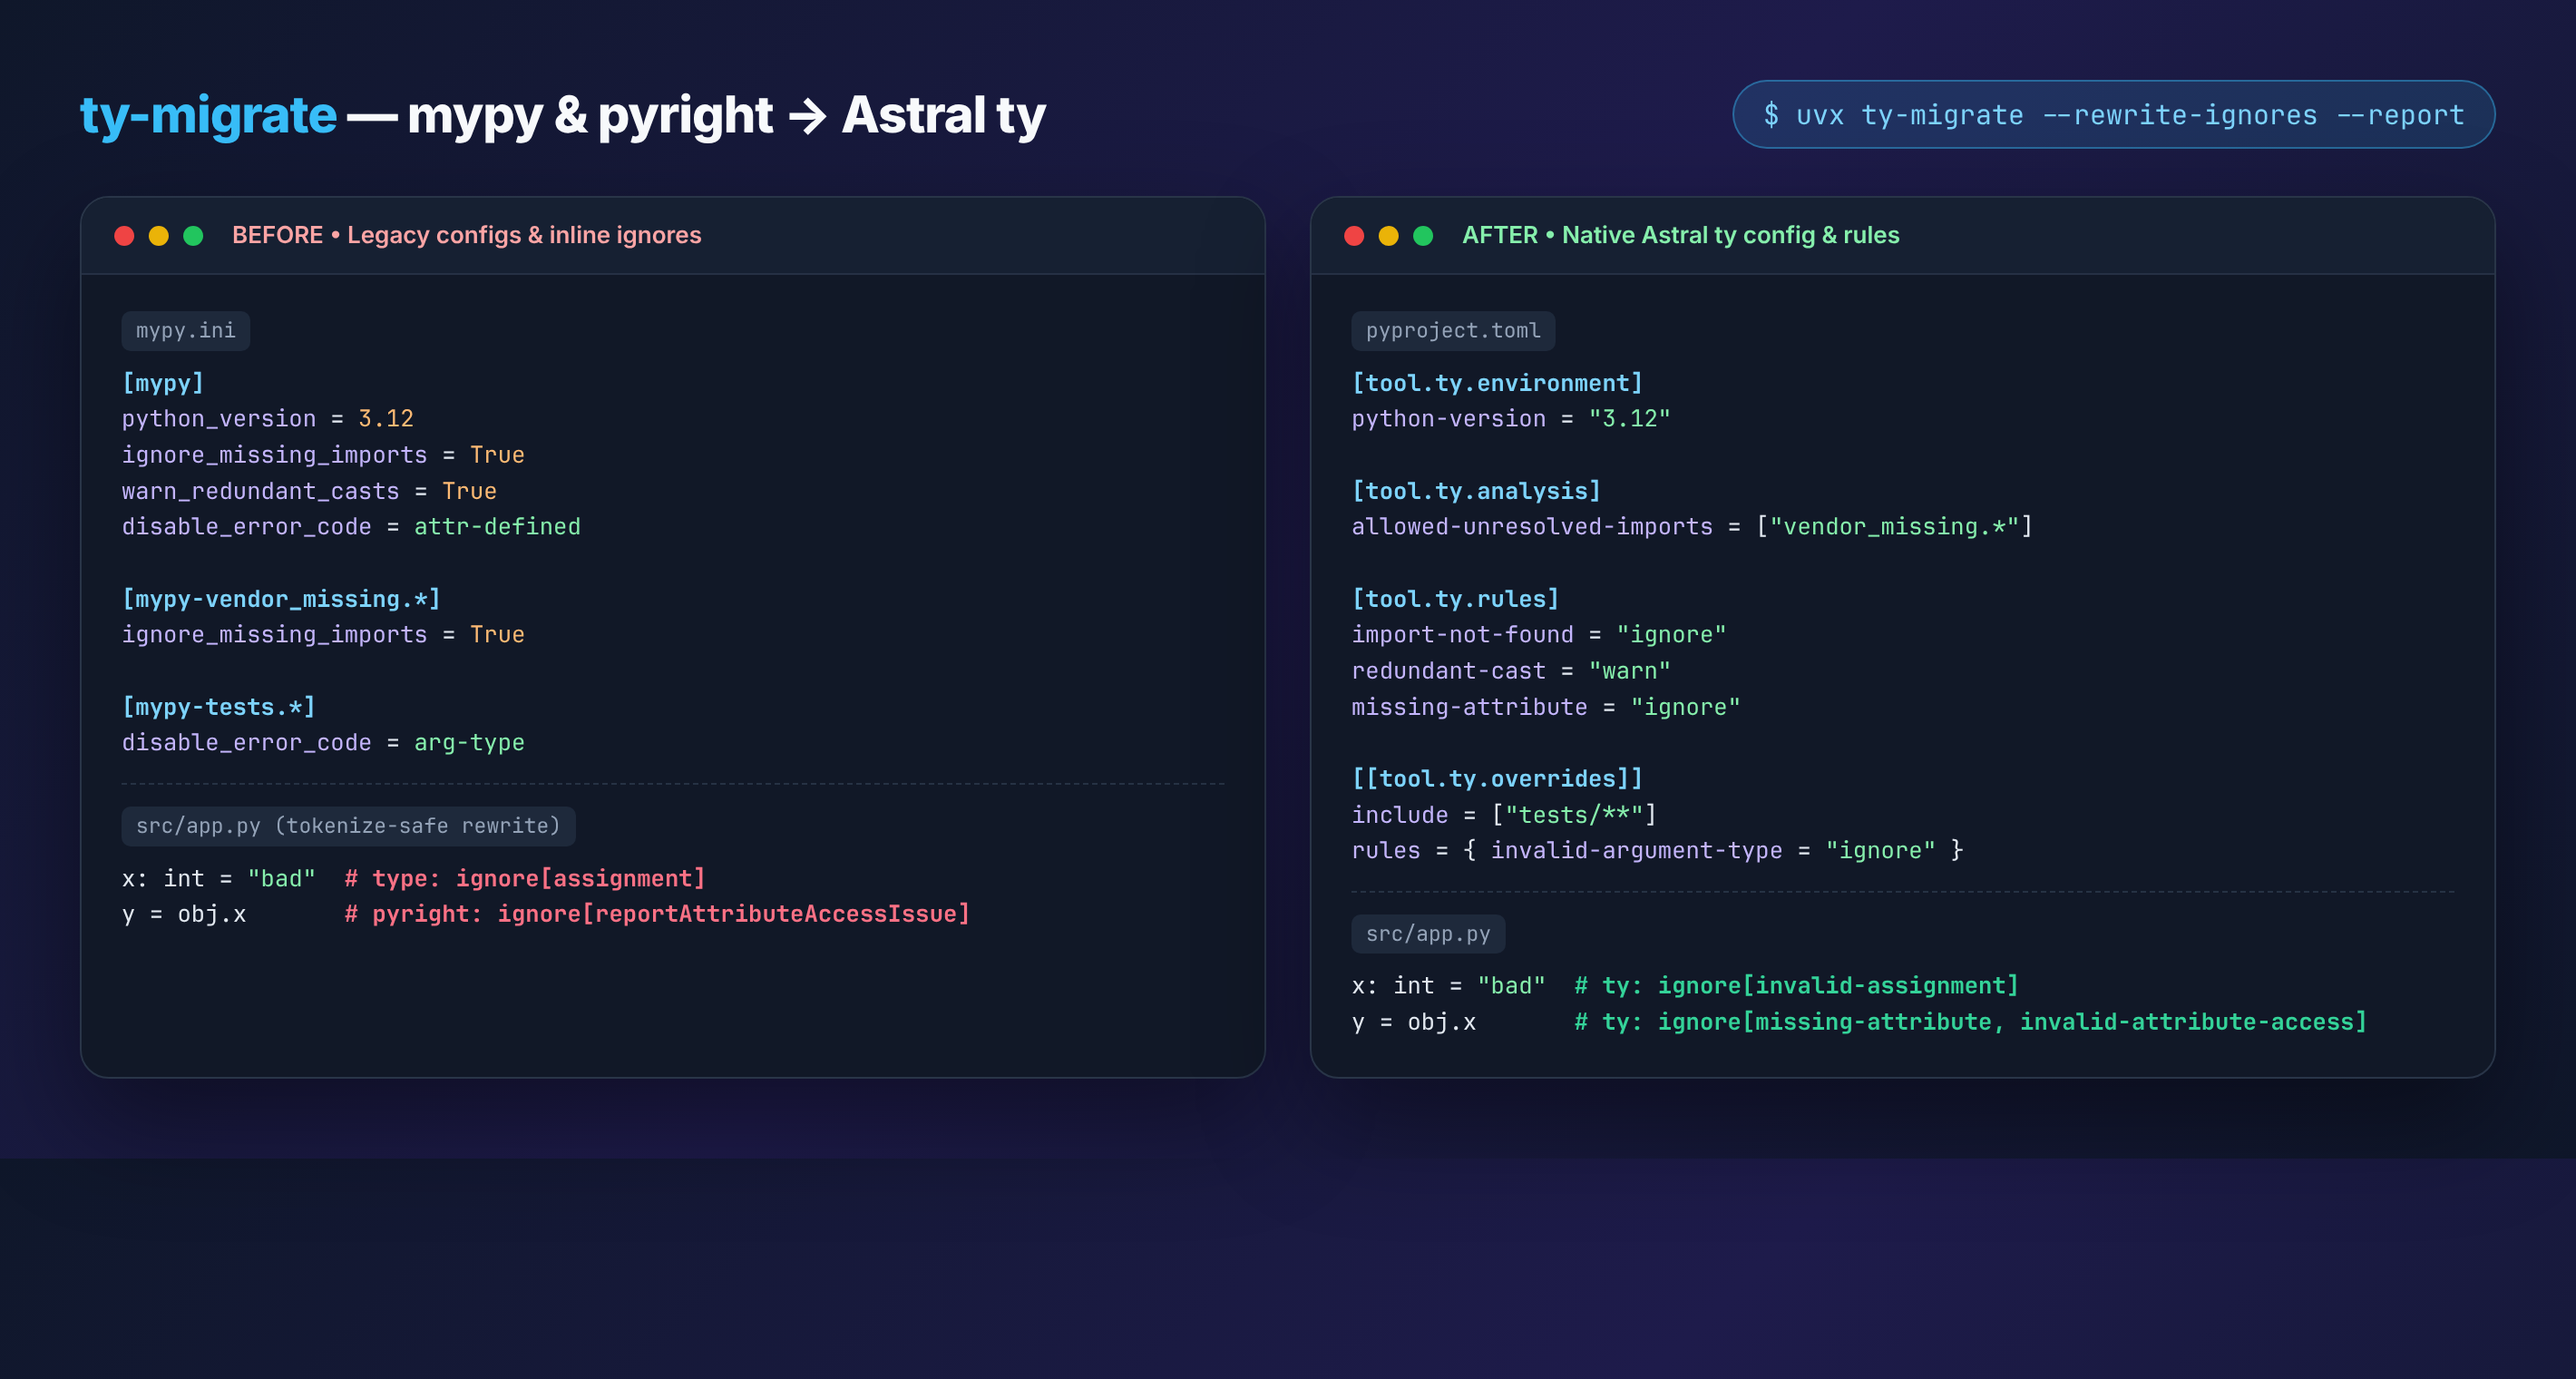 ty-migrate — mypy & pyright → Astral ty
$ uvx ty-migrate --rewrite-ignores --report
BEFORE • Legacy configs & inline ignores
mypy.ini
[mypy]
python_version = 3.12
ignore_missing_imports = True
warn_redundant_casts = True
disable_error_code = attr-defined
[mypy-vendor_missing.*]
ignore_missing_imports = True
[mypy-tests.*]
disable_error_code = arg-type
src/app.py (tokenize-safe rewrite)
x: int = "bad"  # type: ignore[assignment]
y = obj.x       # pyright: ignore[reportAttributeAccessIssue]
AFTER • Native Astral ty config & rules
pyproject.toml
[tool.ty.environment]
python-version = "3.12"
[tool.ty.analysis]
allowed-unresolved-imports = ["vendor_missing.*"]
[tool.ty.rules]
import-not-found = "ignore"
redundant-cast = "warn"
missing-attribute = "ignore"
[[tool.ty.overrides]]
include = ["tests/**"]
rules = { invalid-argument-type = "ignore" }
src/app.py
x: int = "bad"  # ty: ignore[invalid-assignment]
y = obj.x       # ty: ignore[missing-attribute, invalid-attribute-access]